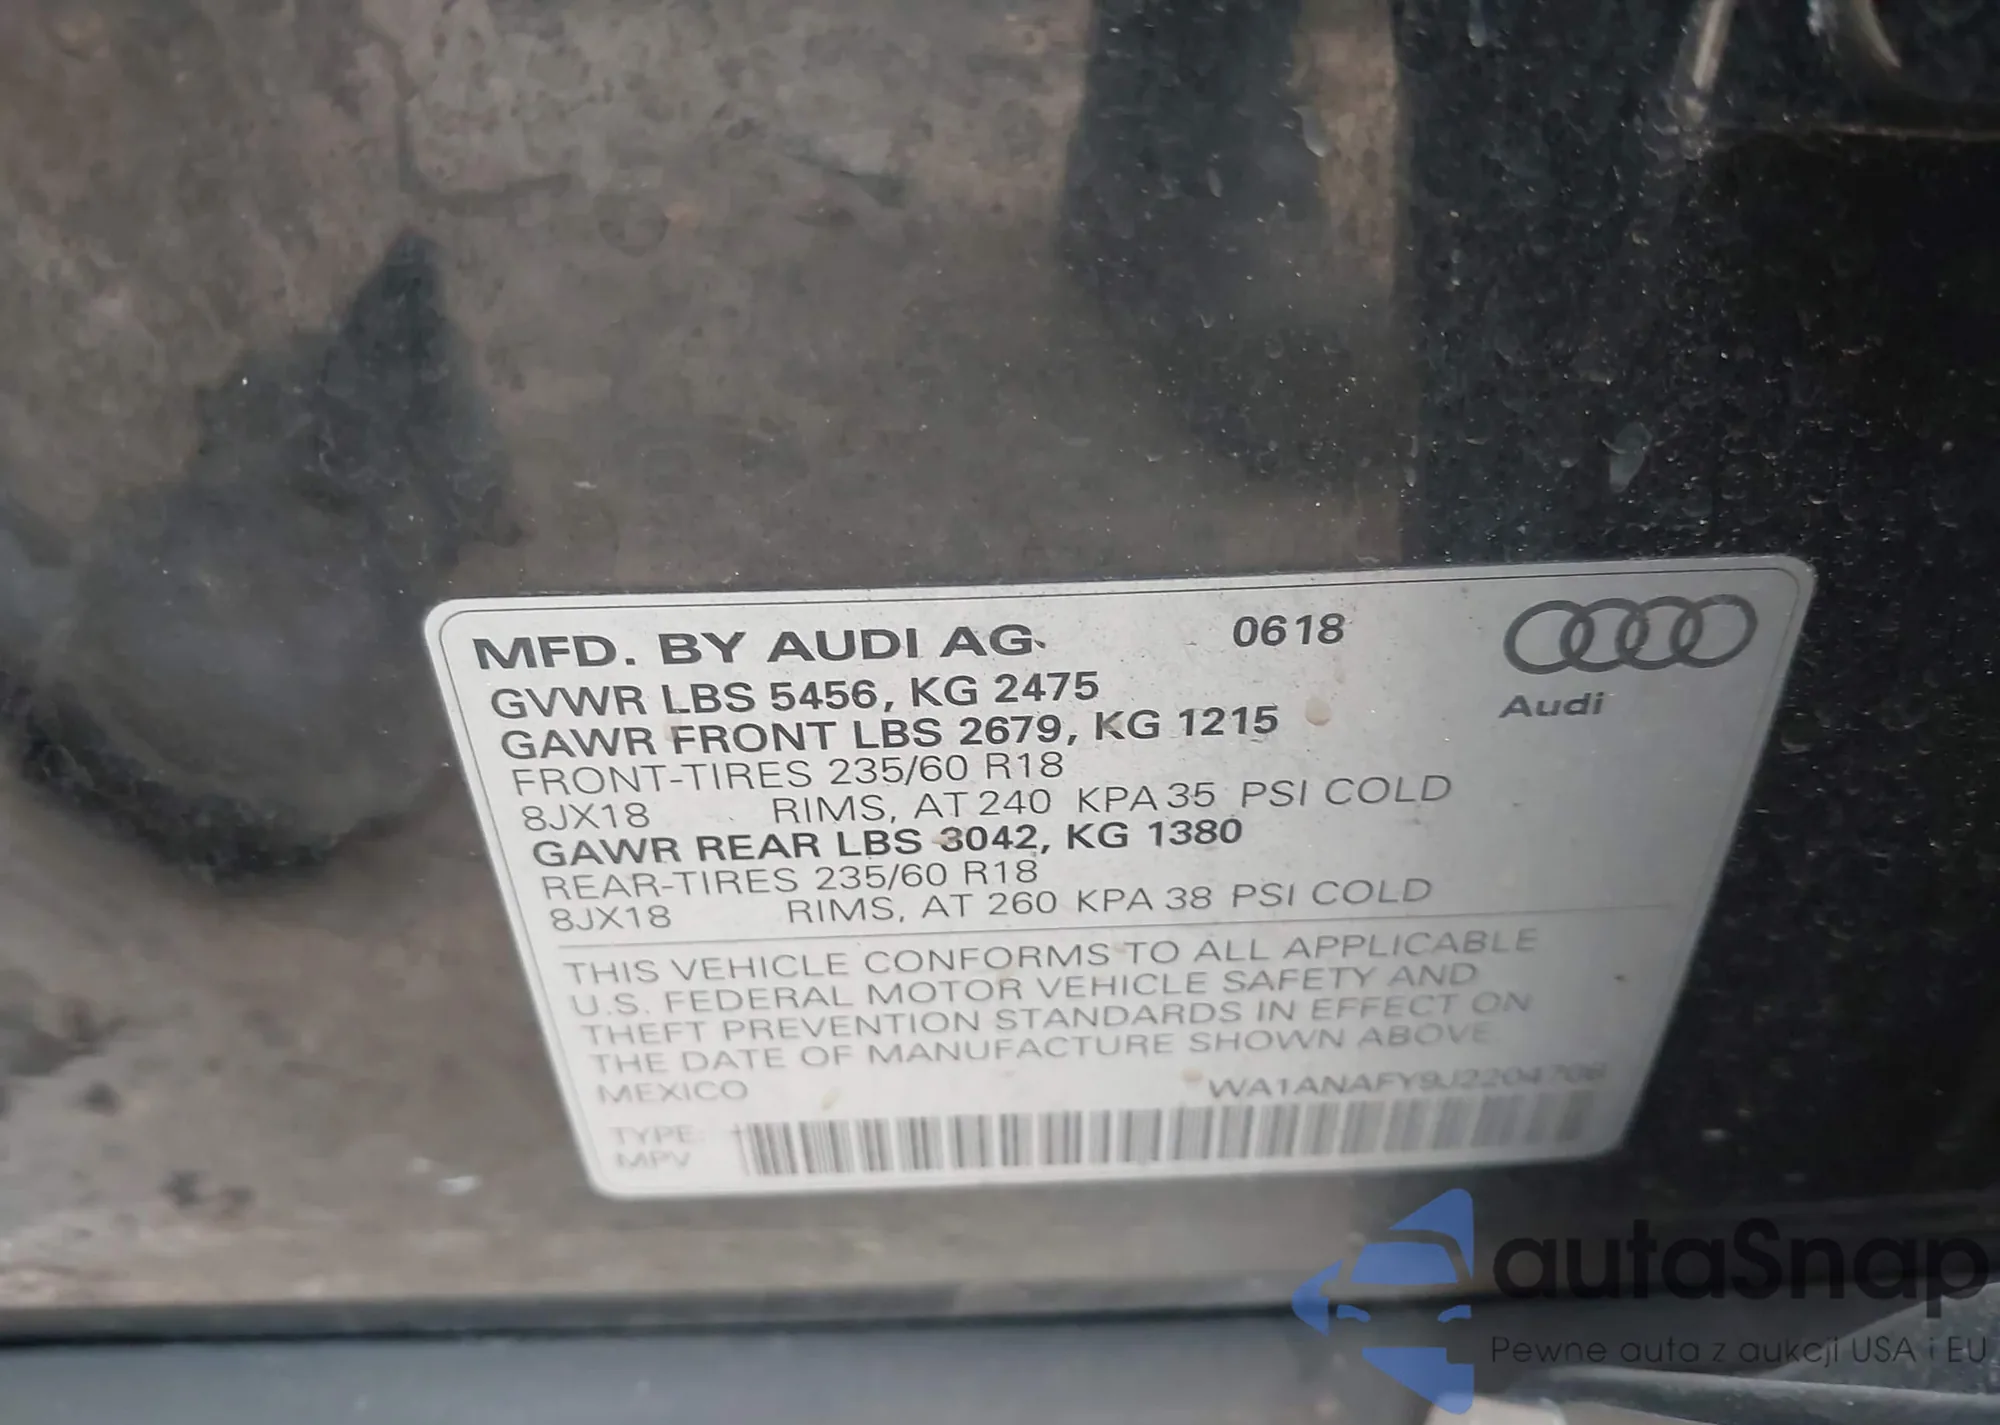 MFD. BY AUDI AG. 0618
Audi
GVWR LBS 5456, KG 2475
GAWR FRONT LBS 2679, KG 1215
FRONT-TIRES 235/60 R18
8JX18 RIMS, AT 240 KPA 35 PSI COLD
GAWR REAR LBS 3042, KG 1380
REAR-TIRES 235/60 R18
8JX18 RIMS, AT 260 KPA 38 PSI COLD
THIS VEHICLE CONFORMS TO ALL APPLICABLE
U.S. FEDERAL MOTOR VEHICLE SAFETY AND
THEFT PREVENTION STANDARDS IN EFFECT ON
THE DATE OF MANUFACTURE SHOWN ABOVE.
MEXICO
TYPE:
MPV
autaSnap
Pewne auta z aukcji USA i EU